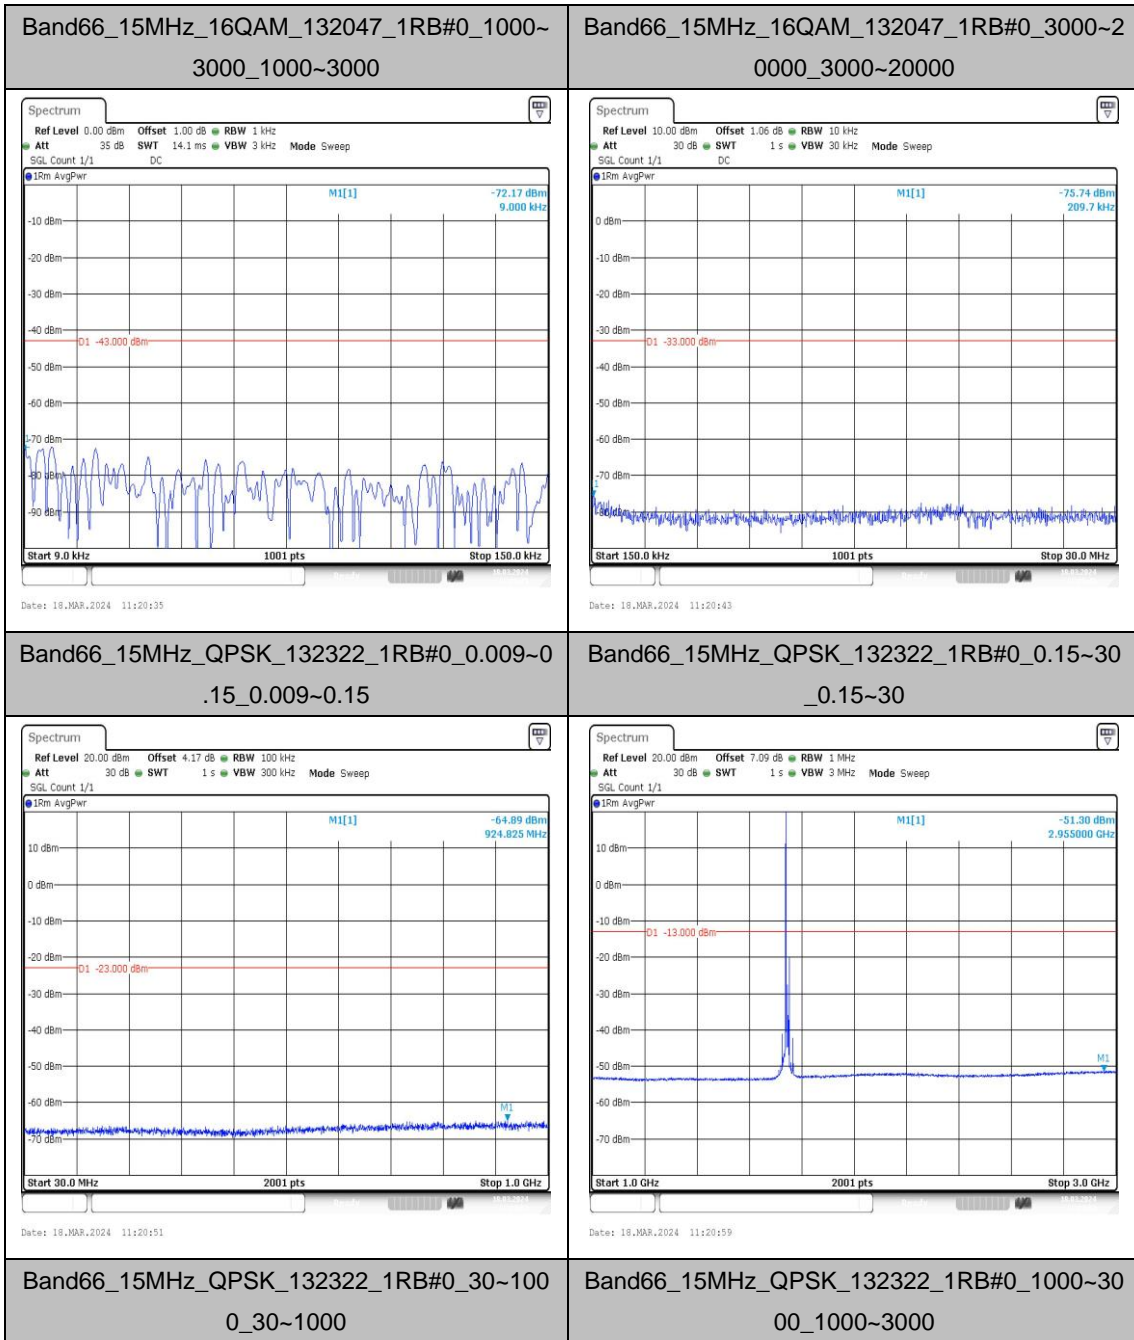 Band66_15MHz_16QAM_132047_1RB#0_1000~
3000_1000~3000
Band66_15MHz_16QAM_132047_1RB#0_3000~2
0000_3000~20000
Spectrum
Ref Level 0.00 dBm Offset 1.00 dB RBW 1 kHz
Att 35 dB SWT 14.1 ms VBW 3 kHz Mode Sweep
SGL Count 1/1 DC
1Rm AvgPwr
M1[1] -72.17 dBm
9.000 kHz
-10 dBm
-20 dBm
-30 dBm
-40 dBm
D1 -43.000 dBm
-50 dBm
-60 dBm
-70 dBm
-80 dBm
-90 dBm
Start 9.0 kHz 1001 pts Stop 150.0 kHz
Date: 18.MAR.2024 11:20:35
Spectrum
Ref Level 10.00 dBm Offset 1.06 dB RBW 10 kHz
Att 30 dB SWT 1 s VBW 30 kHz Mode Sweep
SGL Count 1/1 DC
1Rm AvgPwr
M1[1] -75.74 dBm
209.7 kHz
0 dBm
-10 dBm
-20 dBm
-30 dBm
D1 -33.000 dBm
-40 dBm
-50 dBm
-60 dBm
-70 dBm
-80 dBm
Start 150.0 kHz 1001 pts Stop 30.0 MHz
Date: 18.MAR.2024 11:20:43
Band66_15MHz_QPSK_132322_1RB#0_0.009~0
.15_0.009~0.15
Band66_15MHz_QPSK_132322_1RB#0_0.15~30
_0.15~30
Spectrum
Ref Level 20.00 dBm Offset 4.17 dB RBW 100 kHz
Att 30 dB SWT 1 s VBW 300 kHz Mode Sweep
SGL Count 1/1
1Rm AvgPwr
M1[1] -64.89 dBm
924.825 MHz
10 dBm
0 dBm
-10 dBm
-20 dBm
D1 -23.000 dBm
-30 dBm
-40 dBm
-50 dBm
-60 dBm
M1
-70 dBm
Start 30.0 MHz 2001 pts Stop 1.0 GHz
Date: 18.MAR.2024 11:20:51
Spectrum
Ref Level 20.00 dBm Offset 7.09 dB RBW 1 MHz
Att 30 dB SWT 1 s VBW 3 MHz Mode Sweep
SGL Count 1/1
1Rm AvgPwr
M1[1] -51.30 dBm
2.955000 GHz
10 dBm
0 dBm
-10 dBm
D1 -13.000 dBm
-20 dBm
-30 dBm
-40 dBm
-50 dBm
M1
-60 dBm
-70 dBm
Start 1.0 GHz 2001 pts Stop 3.0 GHz
Date: 18.MAR.2024 11:20:59
Band66_15MHz_QPSK_132322_1RB#0_30~100
0_30~1000
Band66_15MHz_QPSK_132322_1RB#0_1000~30
00_1000~3000